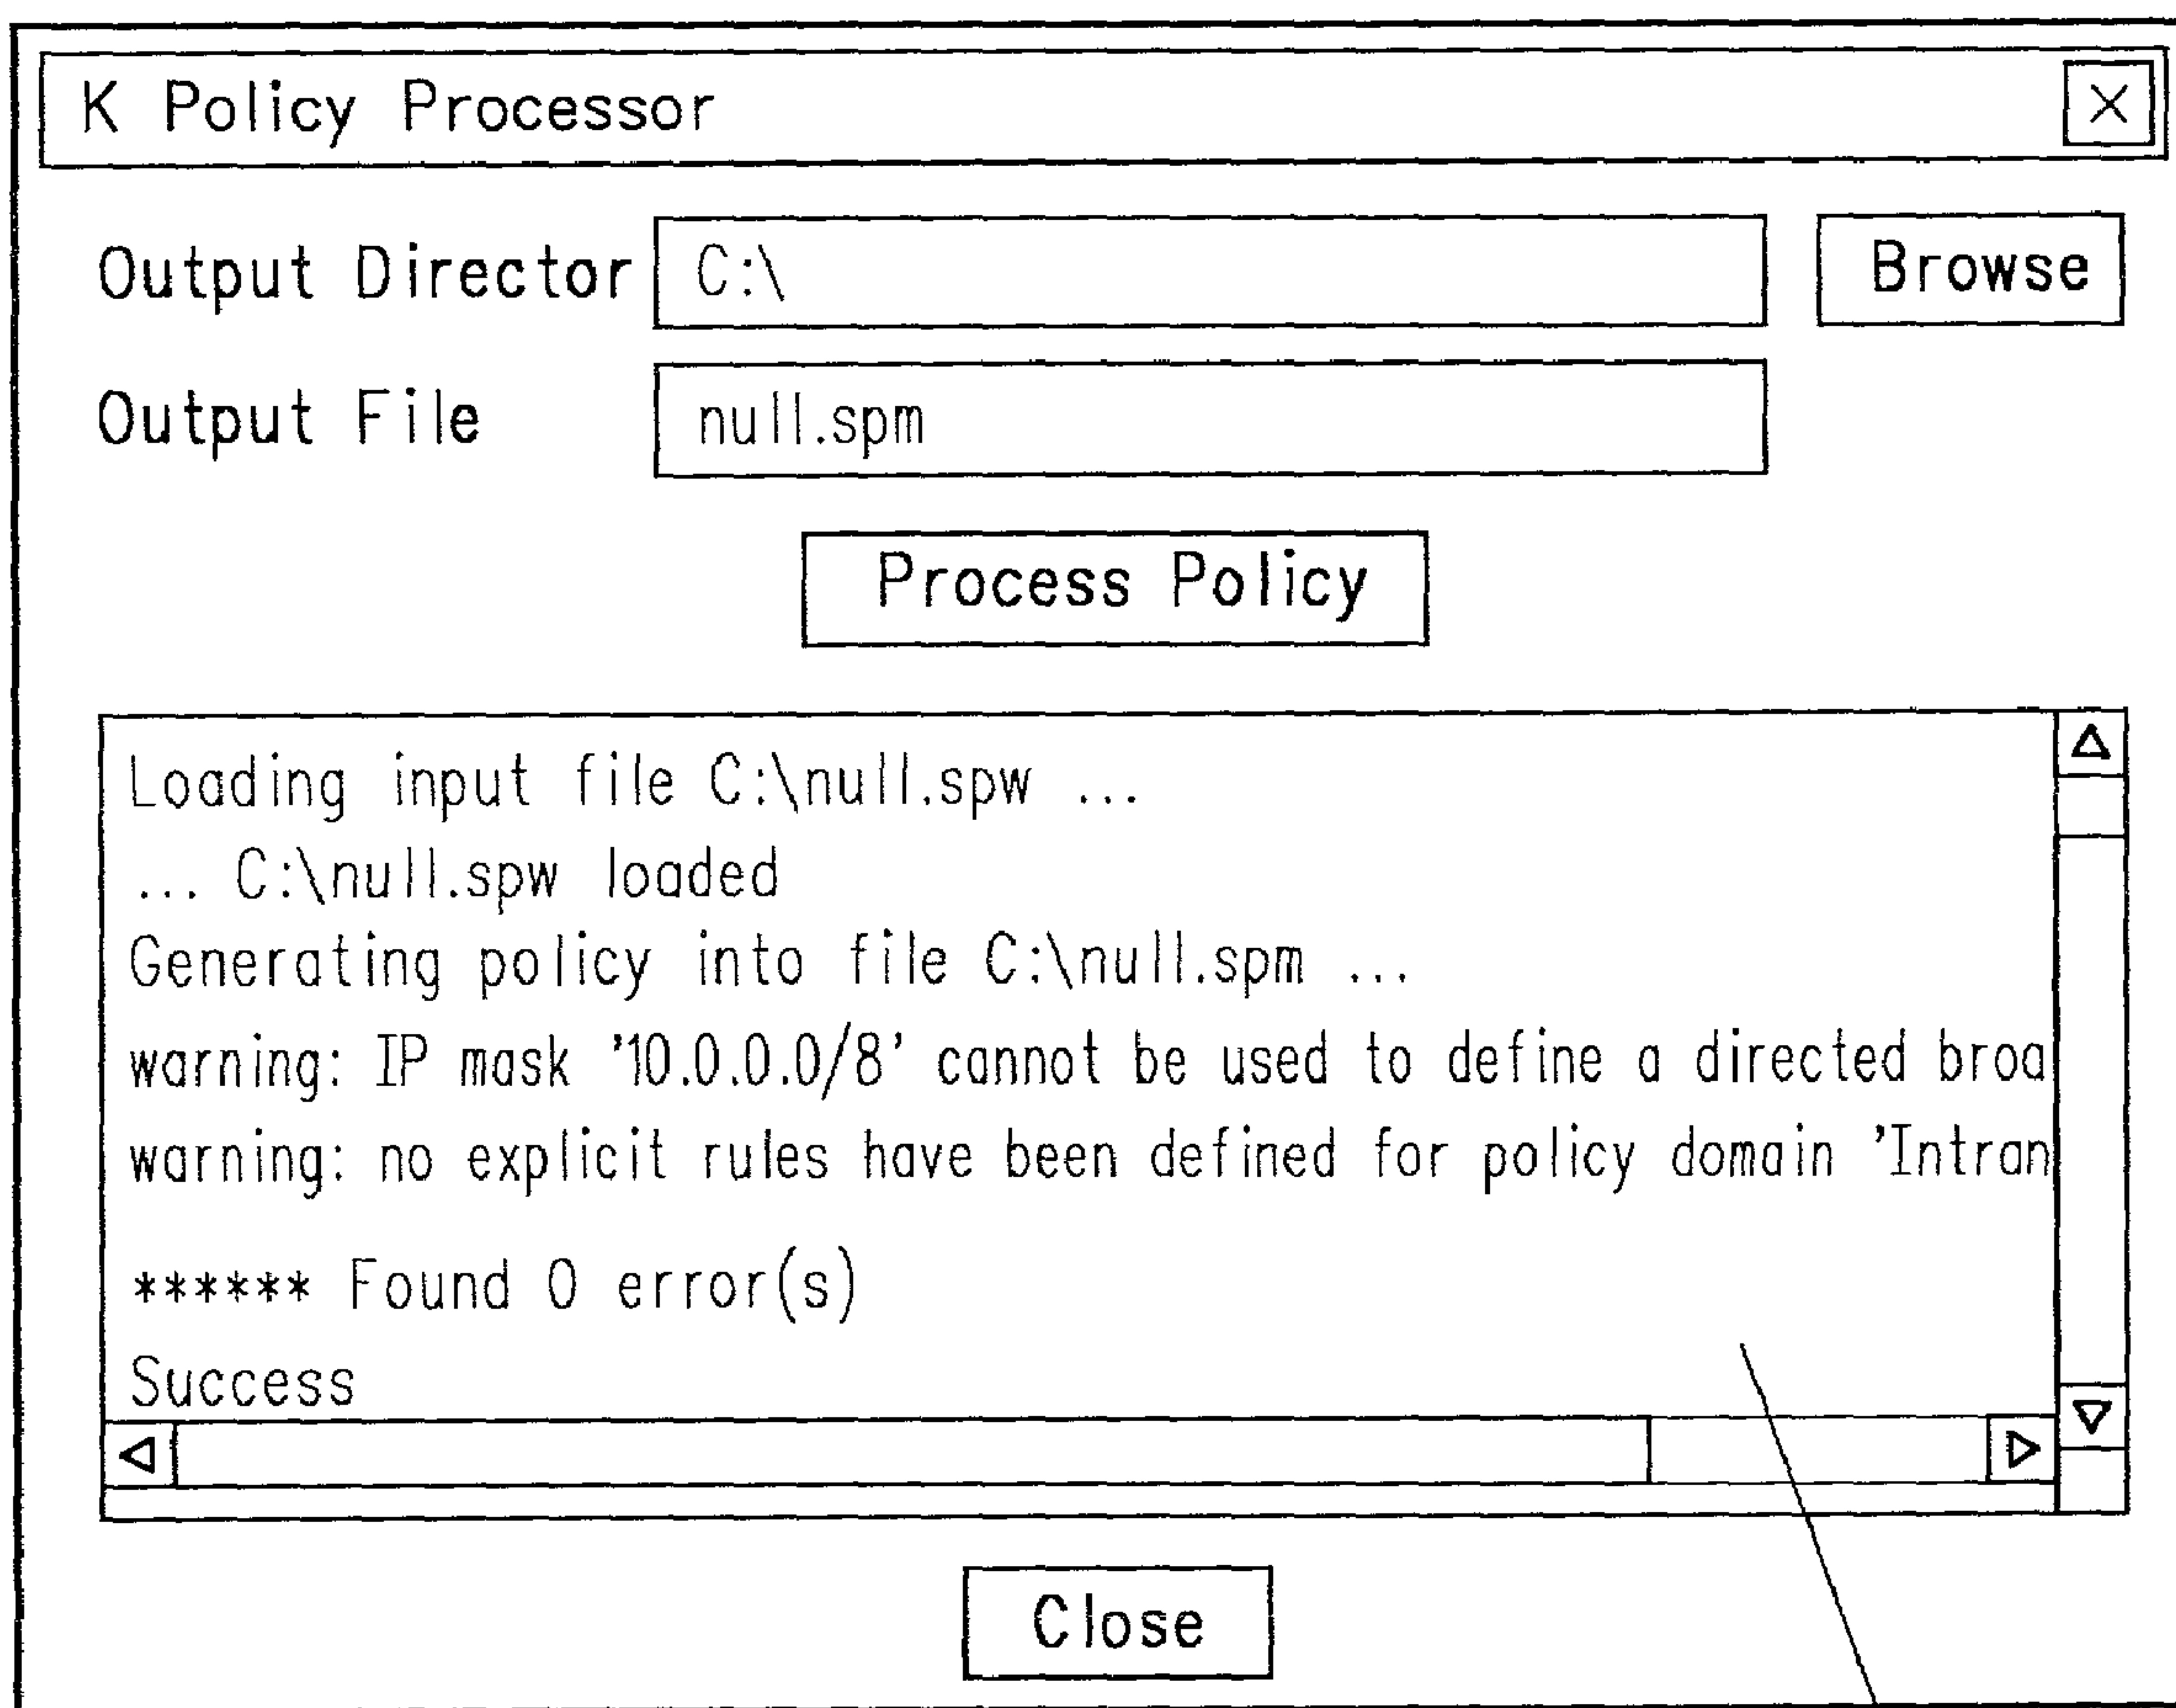 K Policy Processor
Output Director C:\ Browse
Output File null.spm
Process Policy
Loading input file C:\null.spw ...
... C:\null.spw loaded
Generating policy into file C:\null.spm ...
warning: IP mask '10.0.0.0/8' cannot be used to define a directed broa
warning: no explicit rules have been defined for policy domain 'Intran
****** Found 0 error(s)
Success
Close